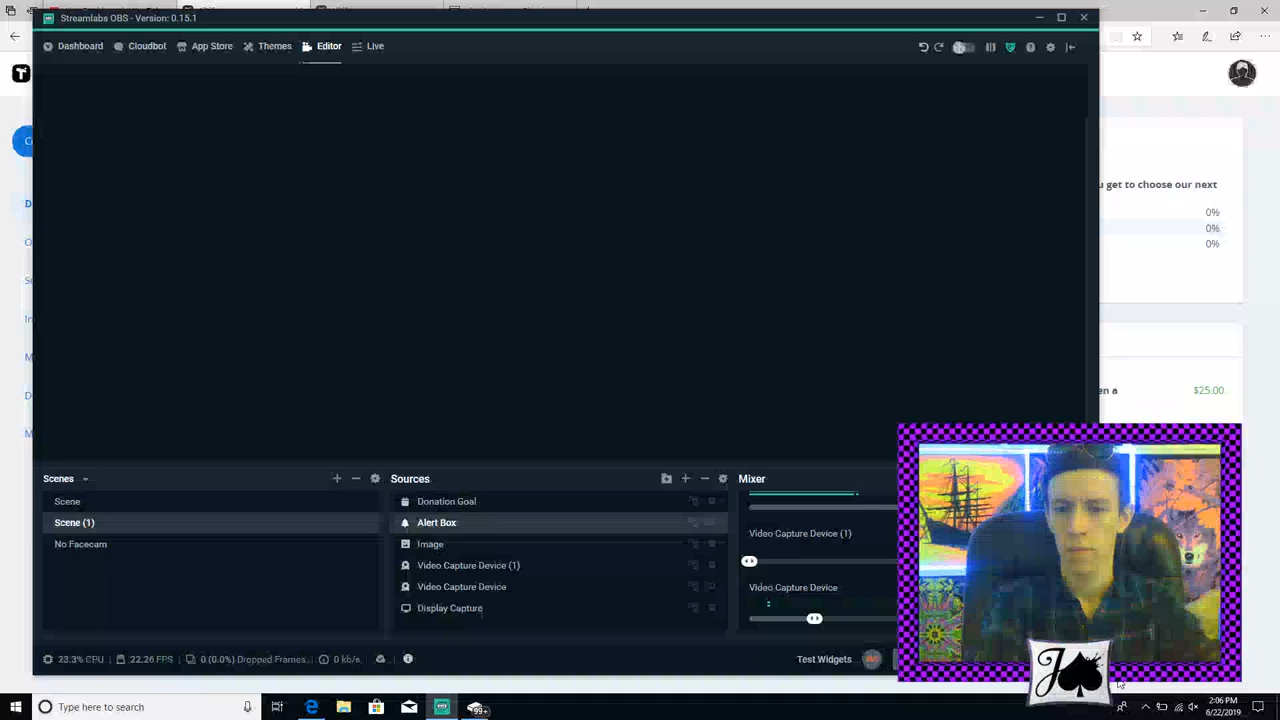 Streamlabs OBS - Version: 0.15.1
Dashboard Cloudbot App Store Themes Editor Live
u get to choose our next
0%
0%
0%
en a $25.00
Scenes
Scene
Scene (1)
No Facecam
Sources
Donation Goal
Alert Box
Image
Video Capture Device (1)
Video Capture Device
Display Capture
Mixer
Video Capture Device (1)
Video Capture Device
23.3% CPU 22.26 FPS 0 (0.0%) Dropped Frames 0 kb/s
Test Widgets
J
Type here to search
99+
2:06 PM
6/22/2019